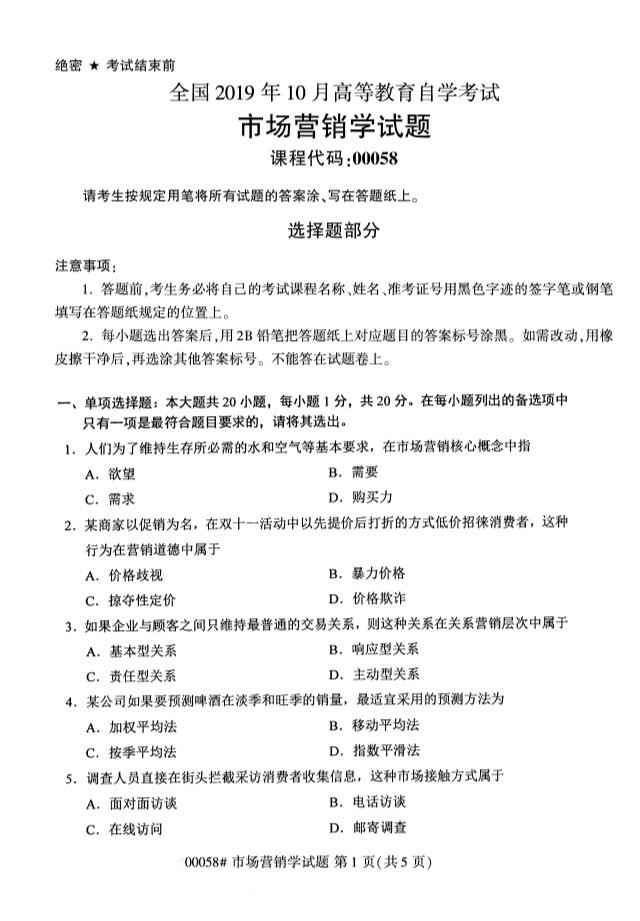 绝密 ★ 考试结束前
全国 2019 年 10 月高等教育自学考试
市场营销学试题
课程代码:00058
请考生按规定用笔将所有试题的答案涂、写在答题纸上。
选择题部分
注意事项:
1. 答题前,考生务必将自己的考试课程名称、姓名、准考证号用黑色字迹的签字笔或钢笔
填写在答题纸规定的位置上。
2. 每小题选出答案后,用 2B 铅笔把答题纸上对应题目的答案标号涂黑。如需改动,用橡
皮擦干净后,再选涂其他答案标号。不能答在试题卷上。
一、单项选择题:本大题共 20 小题,每小题 1 分,共 20 分。在每小题列出的备选项中
只有一项是最符合题目要求的,请将其选出。
1. 人们为了维持生存所必需的水和空气等基本要求,在市场营销核心概念中指
A. 欲望 B. 需要
C. 需求 D. 购买力
2. 某商家以促销为名,在双十一活动中以先提价后打折的方式低价招徕消费者,这种
行为在营销道德中属于
A. 价格歧视 B. 暴力价格
C. 掠夺性定价 D. 价格欺诈
3. 如果企业与顾客之间只维持最普通的交易关系,则这种关系在关系营销层次中属于
A. 基本型关系 B. 响应型关系
C. 责任型关系 D. 主动型关系
4. 某公司如果要预测啤酒在淡季和旺季的销量,最适宜采用的预测方法为
A. 加权平均法 B. 移动平均法
C. 按季平均法 D. 指数平滑法
5. 调查人员直接在街头拦截采访消费者收集信息,这种市场接触方式属于
A. 面对面访谈 B. 电话访谈
C. 在线访问 D. 邮寄调查
00058# 市场营销学试题 第 1 页(共 5 页)